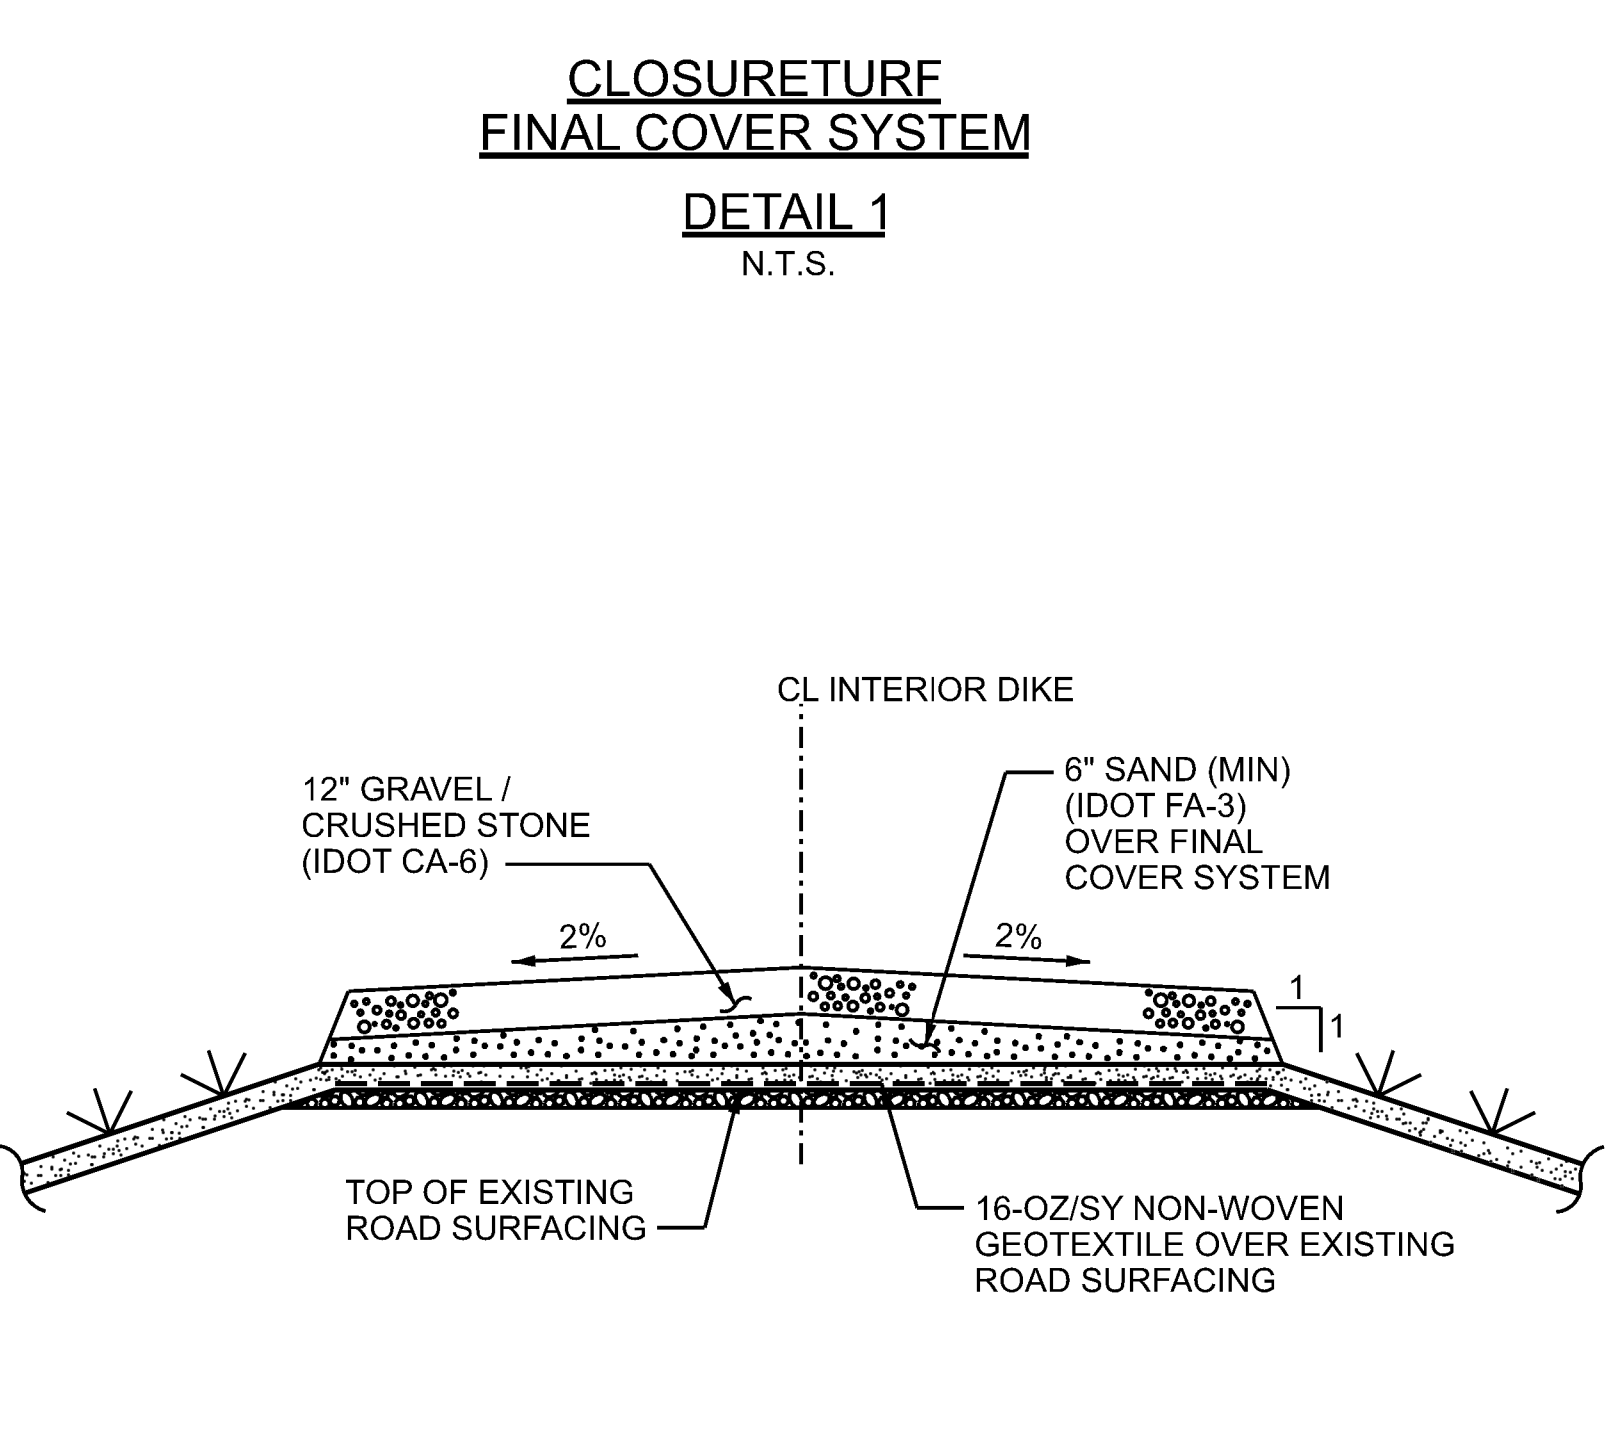 CLOSURETURF
FINAL COVER SYSTEM
DETAIL 1
N.T.S.
CL INTERIOR DIKE
12" GRAVEL /
CRUSHED STONE
(IDOT CA-6)
6" SAND (MIN)
(IDOT FA-3)
OVER FINAL
COVER SYSTEM
2%
2%
1
1
TOP OF EXISTING
ROAD SURFACING
16-OZ/SY NON-WOVEN
GEOTEXTILE OVER EXISTING
ROAD SURFACING